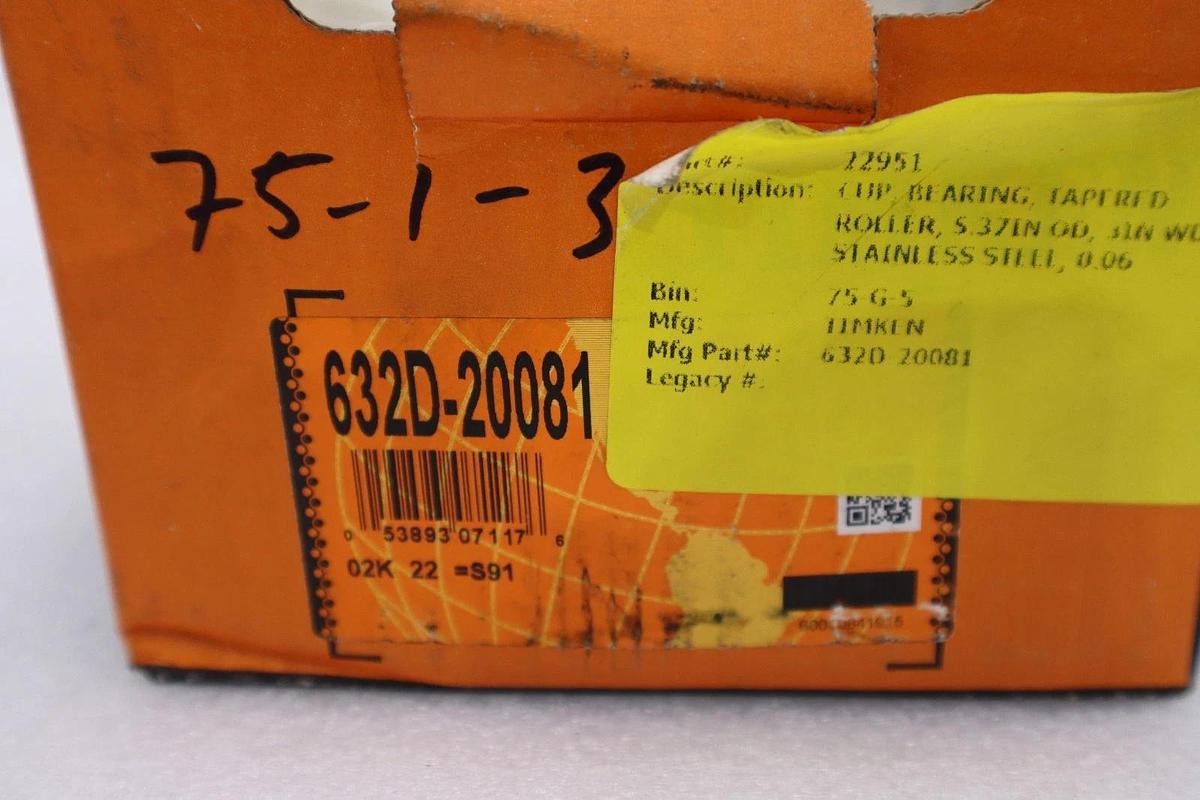 75-1-3
22951
Description: CUP, BEARING, TAPERED
ROLLER, 5.37IN OD, 3IN WD
STAINLESS STEEL, 0.06
Bin: 75-G-5
Mfg: TIMKEN
Mfg Part#: 632D-20081
Legacy #:
632D-20081
0 53893 07117 6
02K 22 =S91